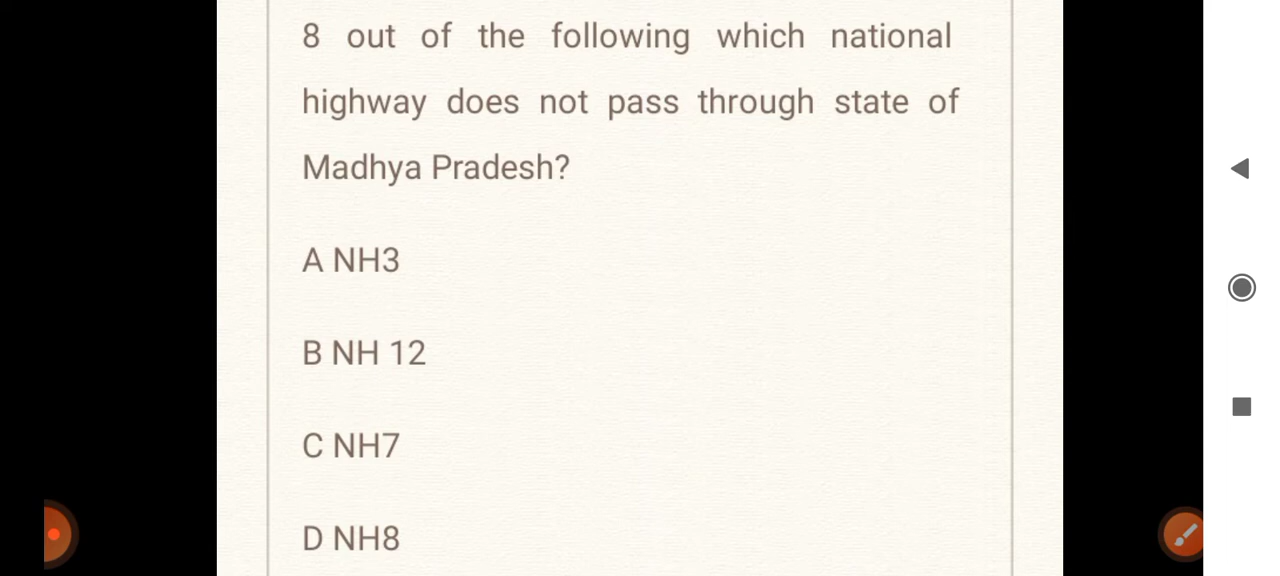 8 out of the following which national
highway does not pass through state of
Madhya Pradesh?
A NH3
B NH 12
C NH7
D NH8